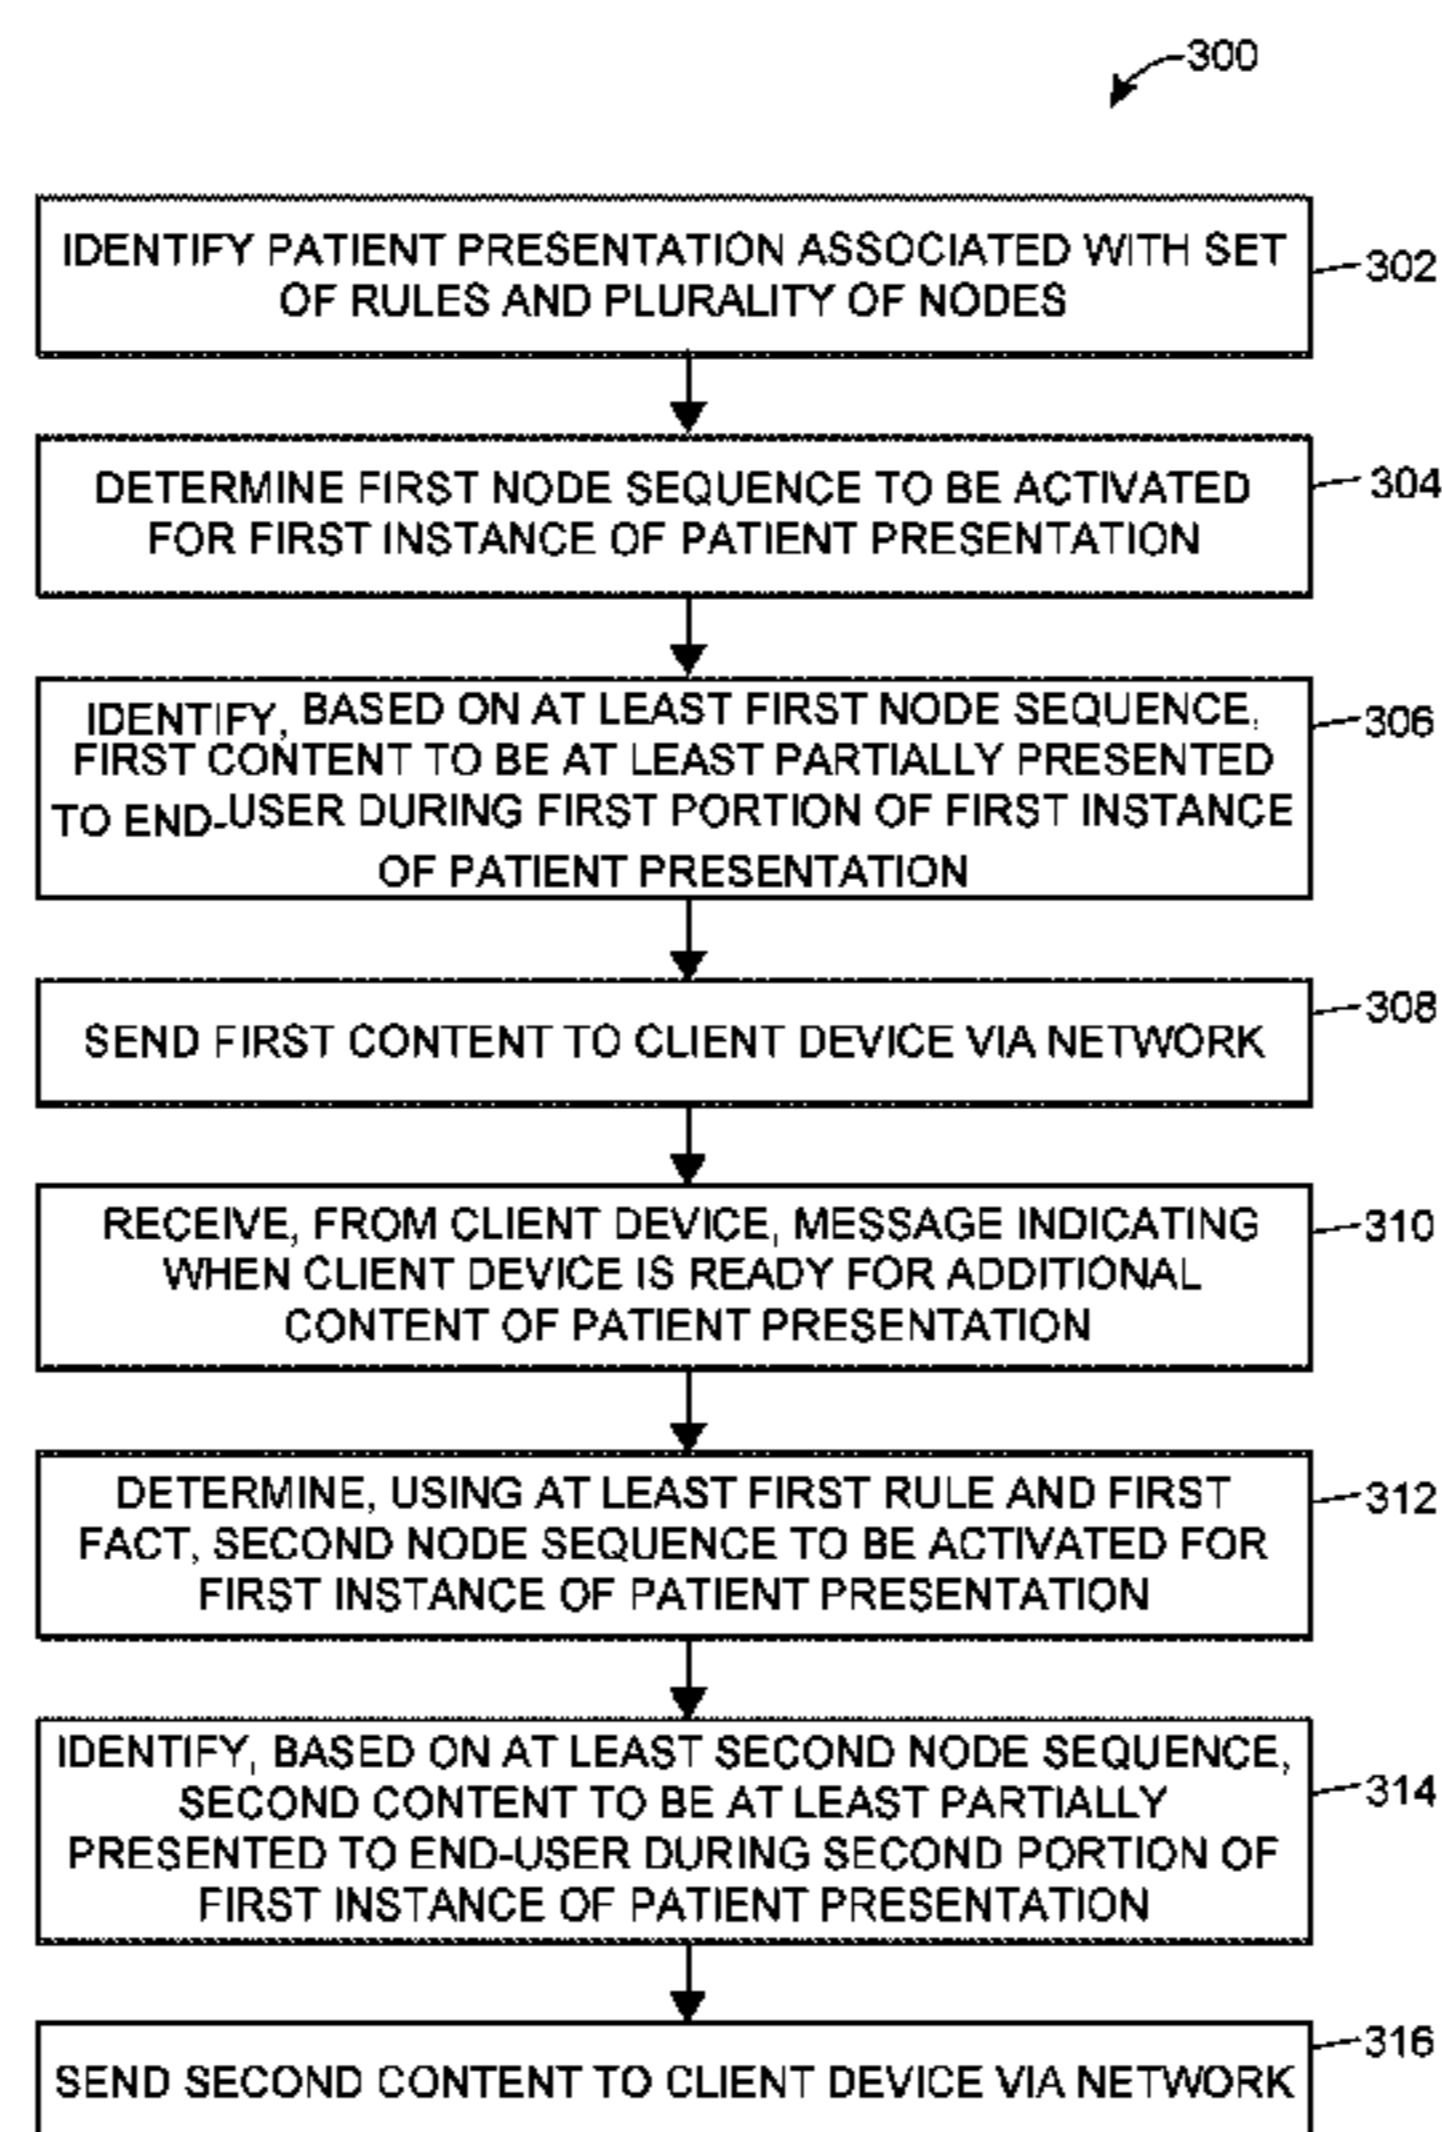 300
IDENTIFY PATIENT PRESENTATION ASSOCIATED WITH SET
OF RULES AND PLURALITY OF NODES
302
DETERMINE FIRST NODE SEQUENCE TO BE ACTIVATED
FOR FIRST INSTANCE OF PATIENT PRESENTATION
304
IDENTIFY, BASED ON AT LEAST FIRST NODE SEQUENCE,
FIRST CONTENT TO BE AT LEAST PARTIALLY PRESENTED
TO END-USER DURING FIRST PORTION OF FIRST INSTANCE
OF PATIENT PRESENTATION
306
SEND FIRST CONTENT TO CLIENT DEVICE VIA NETWORK
308
RECEIVE, FROM CLIENT DEVICE, MESSAGE INDICATING
WHEN CLIENT DEVICE IS READY FOR ADDITIONAL
CONTENT OF PATIENT PRESENTATION
310
DETERMINE, USING AT LEAST FIRST RULE AND FIRST
FACT, SECOND NODE SEQUENCE TO BE ACTIVATED FOR
FIRST INSTANCE OF PATIENT PRESENTATION
312
IDENTIFY, BASED ON AT LEAST SECOND NODE SEQUENCE,
SECOND CONTENT TO BE AT LEAST PARTIALLY
PRESENTED TO END-USER DURING SECOND PORTION OF
FIRST INSTANCE OF PATIENT PRESENTATION
314
SEND SECOND CONTENT TO CLIENT DEVICE VIA NETWORK
316